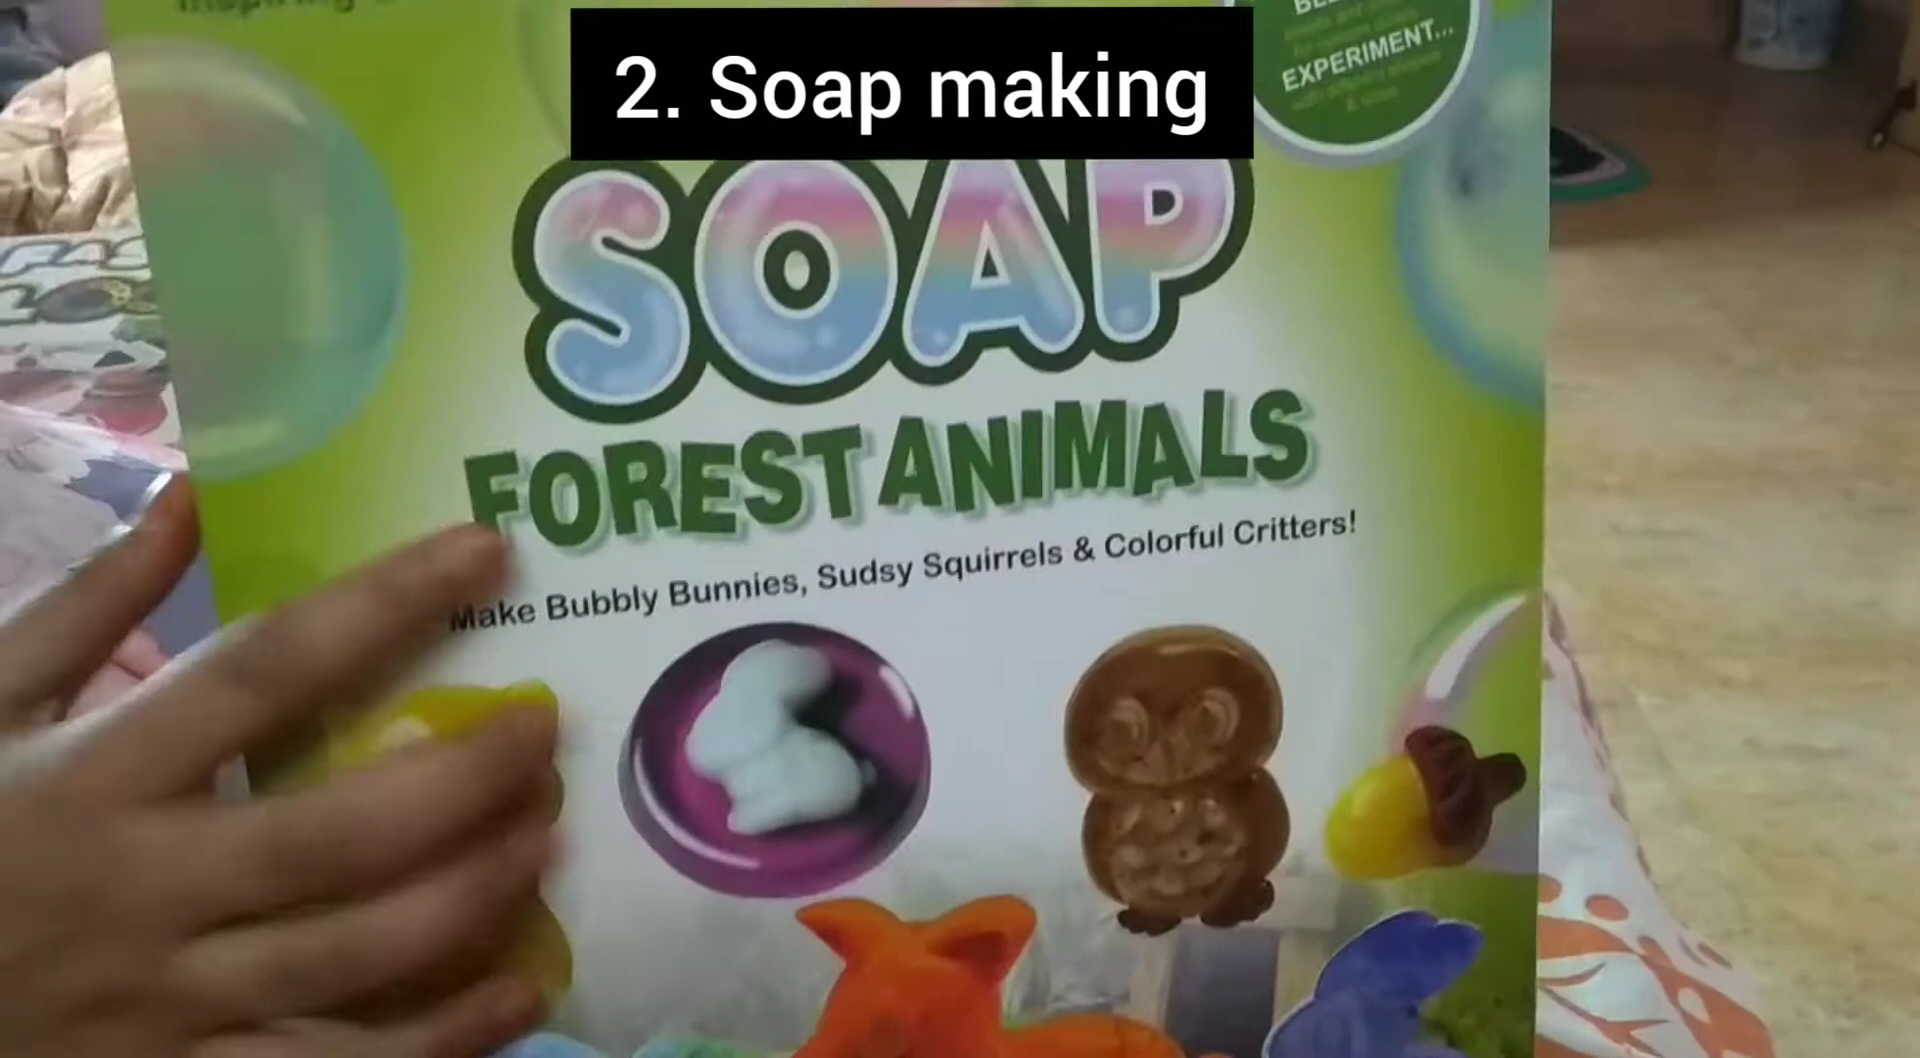 2. Soap making
EXPERIMENT...
SOAP
FOREST ANIMALS
Make Bubbly Bunnies, Sudsy Squirrels & Colorful Critters!